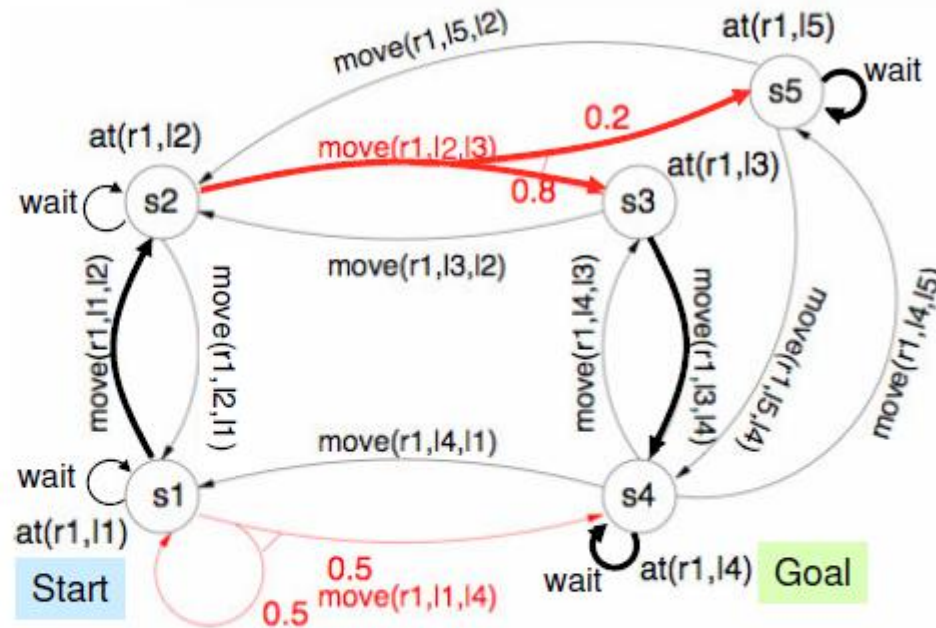 at(r1,l5)
move(r1,l5,l2)
wait
s5
at(r1,l2)
0.2
move(r1,l2,l3)
at(r1,l3)
wait
s2
0.8
s3
move(r1,l3,l2)
move(r1,l1,l2)
move(r1,l2,l1)
move(r1,l4,l3)
move(r1,l3,l4)
move(r1,l5,l4)
move(r1,l4,l5)
move(r1,l4,l1)
wait
s1
s4
at(r1,l1)
0.5
wait
at(r1,l4)
Start
Goal
0.5
move(r1,l1,l4)